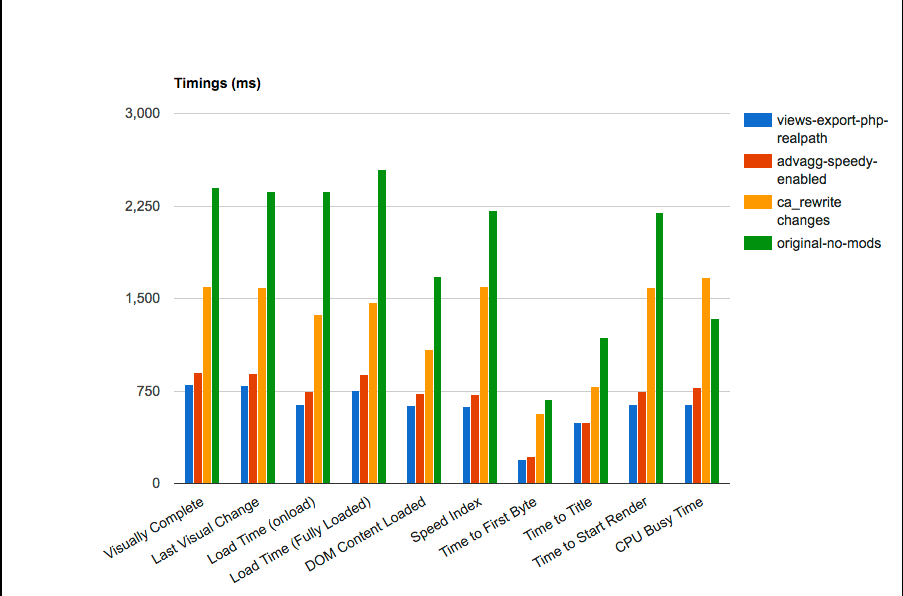 Timings (ms)
3,000
2,250
1,500
750
0
views-export-php-
realpath
advagg-speedy-
enabled
ca_rewrite
changes
original-no-mods
Visually Complete
Last Visual Change
Load Time (onload)
Load Time (Fully Loaded)
DOM Content Loaded
Speed Index
Time to First Byte
Time to Title
Time to Start Render
CPU Busy Time